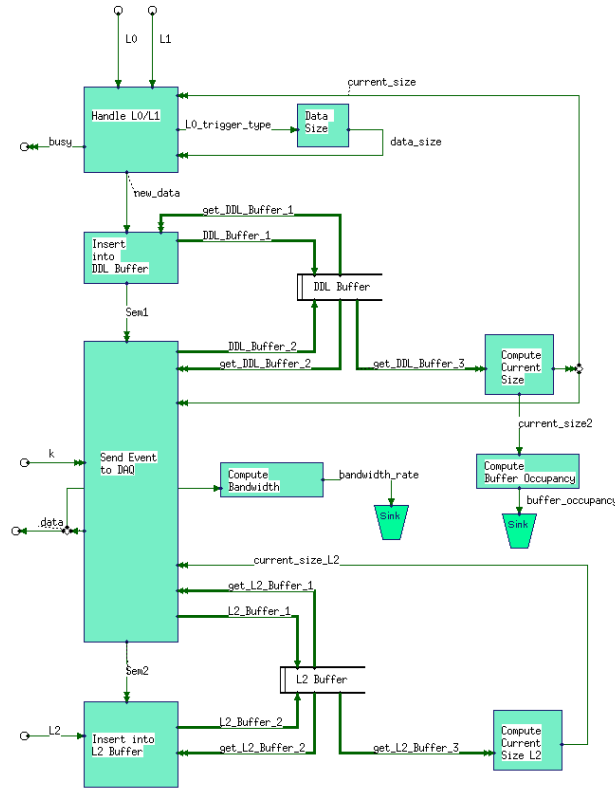 L0
L1
current_size
Handle L0/L1
L0_trigger_type
Data
Size
busy
data_size
new_data
get_DDL_Buffer_1
DDL_Buffer_1
Insert
into
DDL Buffer
DDL Buffer
Sem1
DDL_Buffer_2
get_DDL_Buffer_2
get_DDL_Buffer_3
Compute
Current
Size
current_size2
k
Send Event
to DAQ
Compute
Bandwidth
bandwidth_rate
Compute
Buffer Occupancy
buffer_occupancy
Sink
Sink
data
current_size_L2
get_L2_Buffer_1
L2_Buffer_1
Sem2
L2 Buffer
L2
Insert into
L2 Buffer
L2_Buffer_2
get_L2_Buffer_2
get_L2_Buffer_3
Compute
Current
Size L2